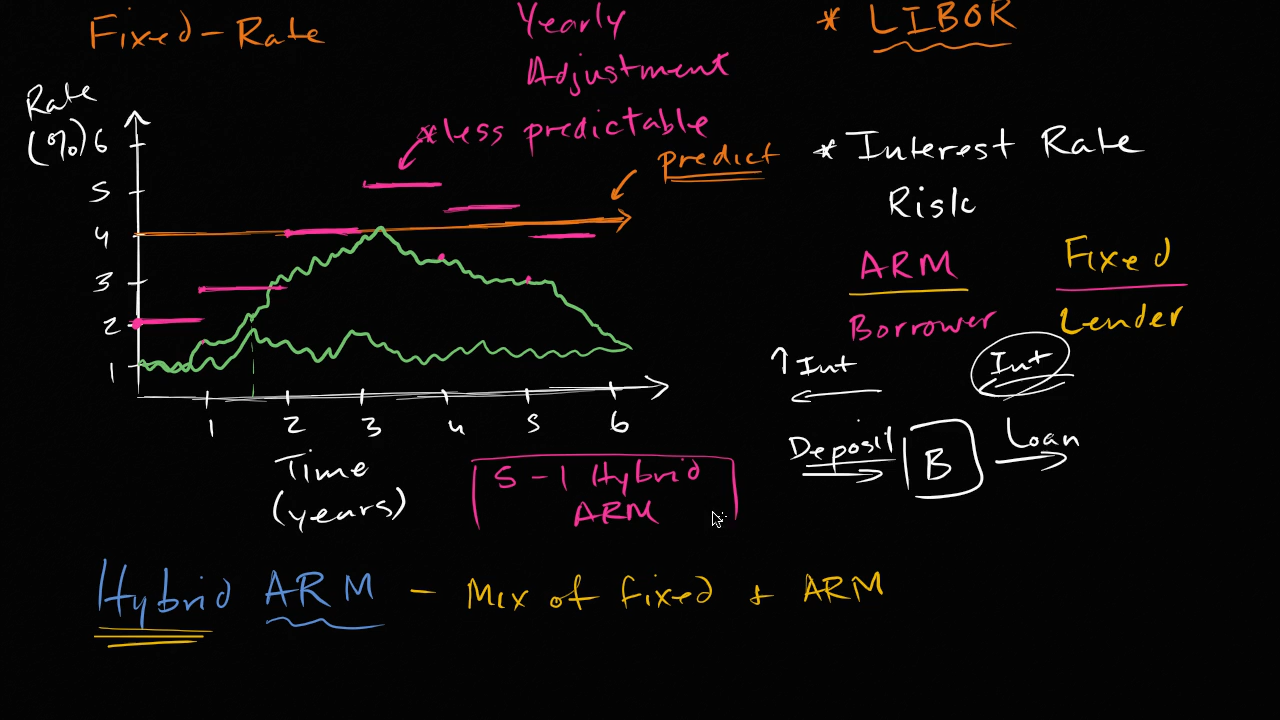 Fixed-Rate
Yearly
Adjustment
*less predictable
predict
* LIBOR
* Interest Rate
Risk
ARM
Fixed
Borrower
Lender
↑ Int
Int
Deposit
B
Loan
Rate
(%)
6
5
4
3
2
1
1 2 3 4 5 6
Time
(years)
5-1 Hybrid
ARM
Hybrid ARM - Mix of fixed + ARM